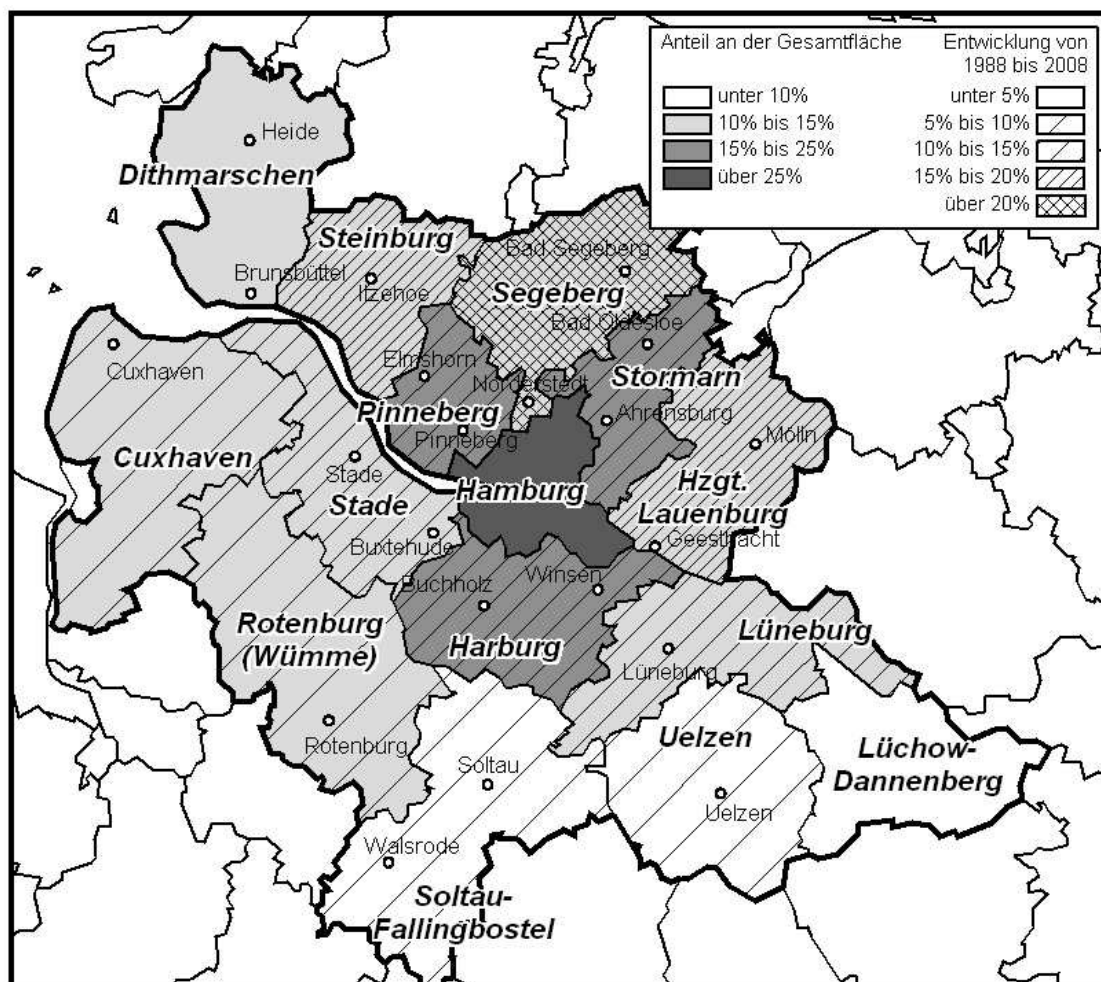 Anteil an der Gesamtfläche
unter 10%
10% bis 15%
15% bis 25%
über 25%
Entwicklung von
1988 bis 2008
unter 5%
5% bis 10%
10% bis 15%
15% bis 20%
über 20%
Heide
Dithmarschen
Brunsbüttel
Steinburg
Itzehoe
Bad Segeberg
Segeberg
Bad Oldesloe
Elmshorn
Norderstedt
Stormarn
Pinneberg
Pinneberg
Ahrensburg
Mölln
Cuxhaven
Cuxhaven
Stade
Stade
Hamburg
Hzgt.
Lauenburg
Buxtehude
Geesthacht
Buchholz
Winsen
Rotenburg
(Wümme)
Harburg
Lüneburg
Lüneburg
Rotenburg
Soltau
Uelzen
Uelzen
Lüchow-
Dannenberg
Walsrode
Soltau-
Fallingbostel